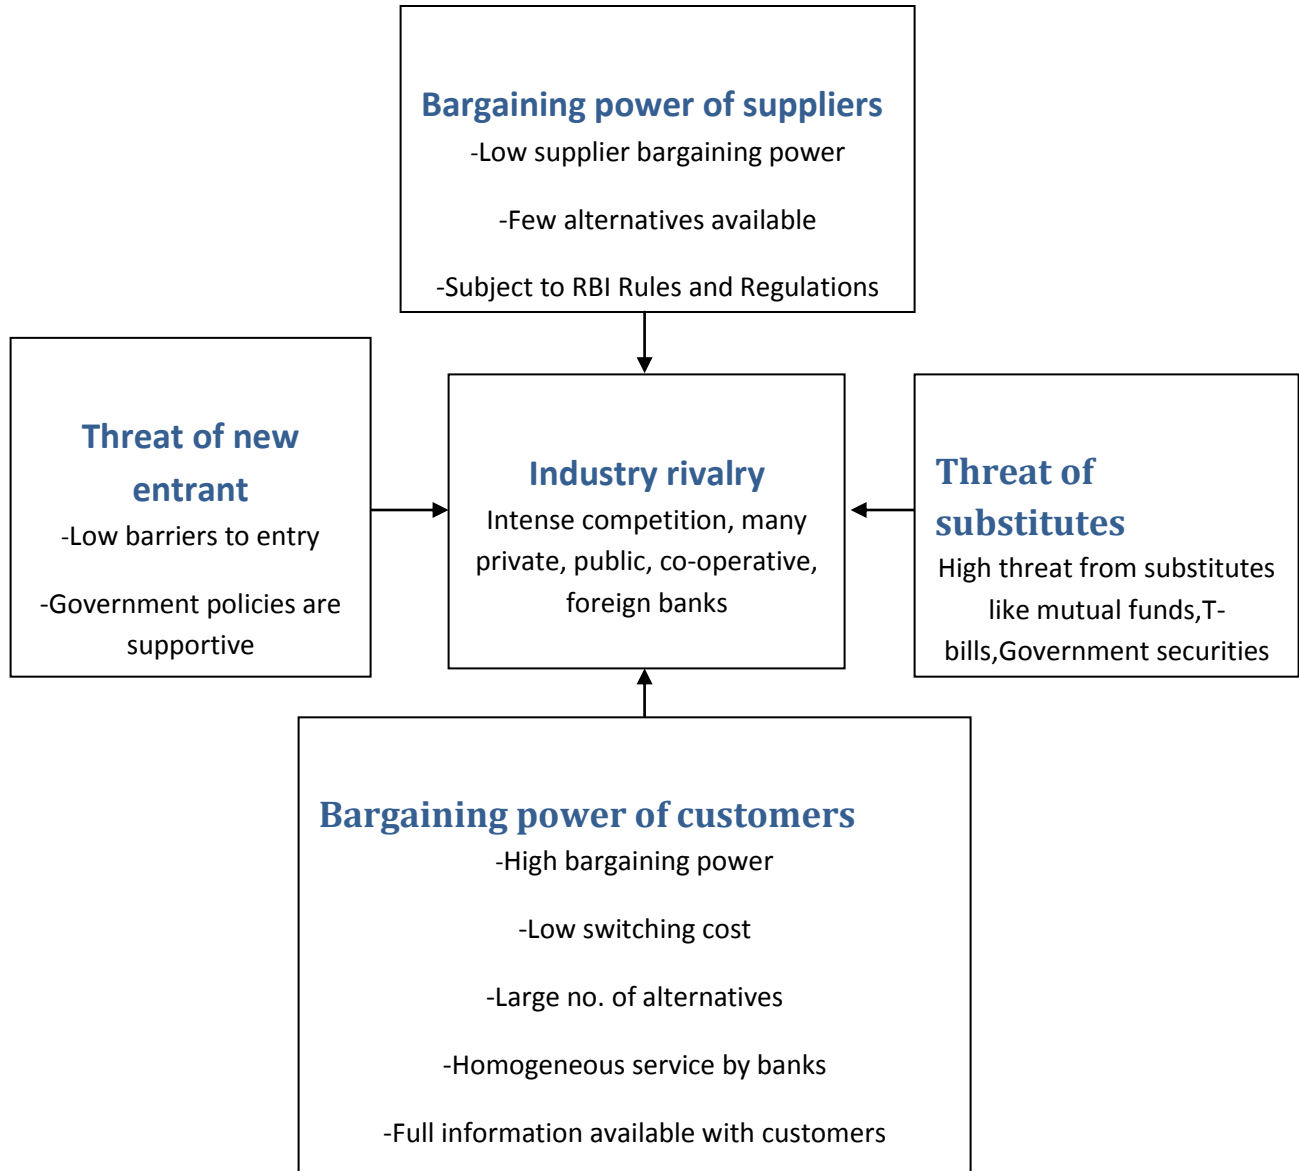 Bargaining power of suppliers
-Low supplier bargaining power
-Few alternatives available
-Subject to RBI Rules and Regulations
Threat of new
entrant
-Low barriers to entry
-Government policies are
supportive
Industry rivalry
Intense competition, many
private, public, co-operative,
foreign banks
Threat of
substitutes
High threat from substitutes
like mutual funds,T-
bills,Government securities
Bargaining power of customers
-High bargaining power
-Low switching cost
-Large no. of alternatives
-Homogeneous service by banks
-Full information available with customers